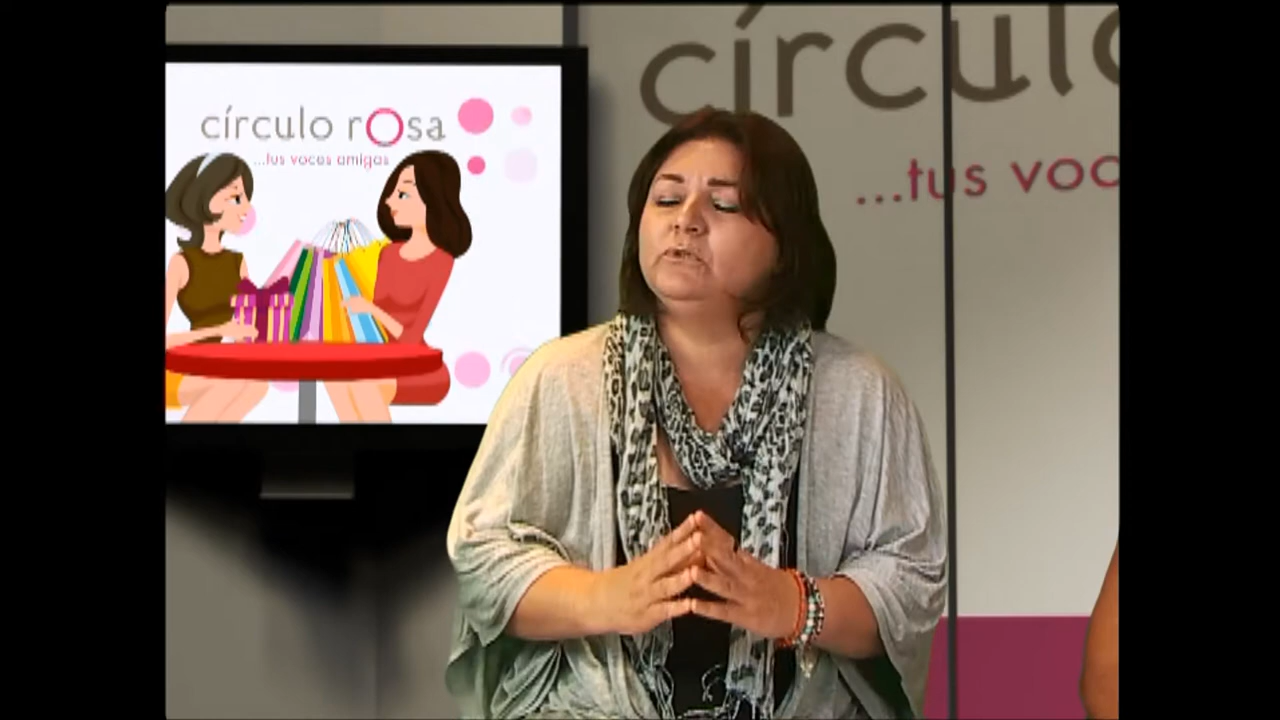 círculo rosa
...tus voces amigas
círculo
...tus voc